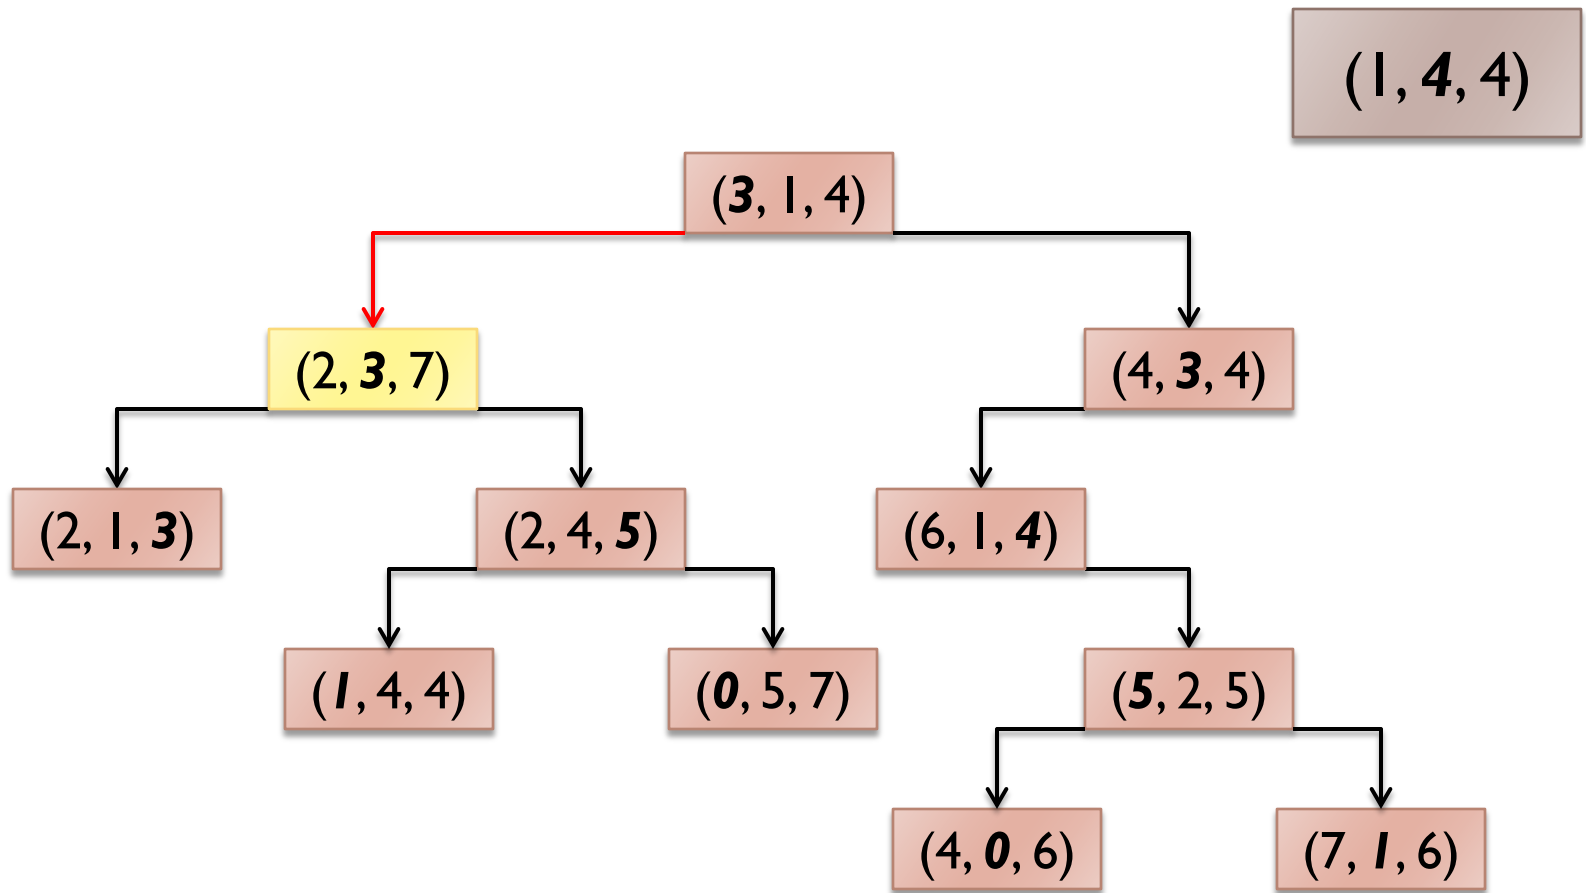 (1, 4, 4)
(3, 1, 4)
(2, 3, 7)
(4, 3, 4)
(2, 1, 3)
(2, 4, 5)
(6, 1, 4)
(1, 4, 4)
(0, 5, 7)
(5, 2, 5)
(4, 0, 6)
(7, 1, 6)